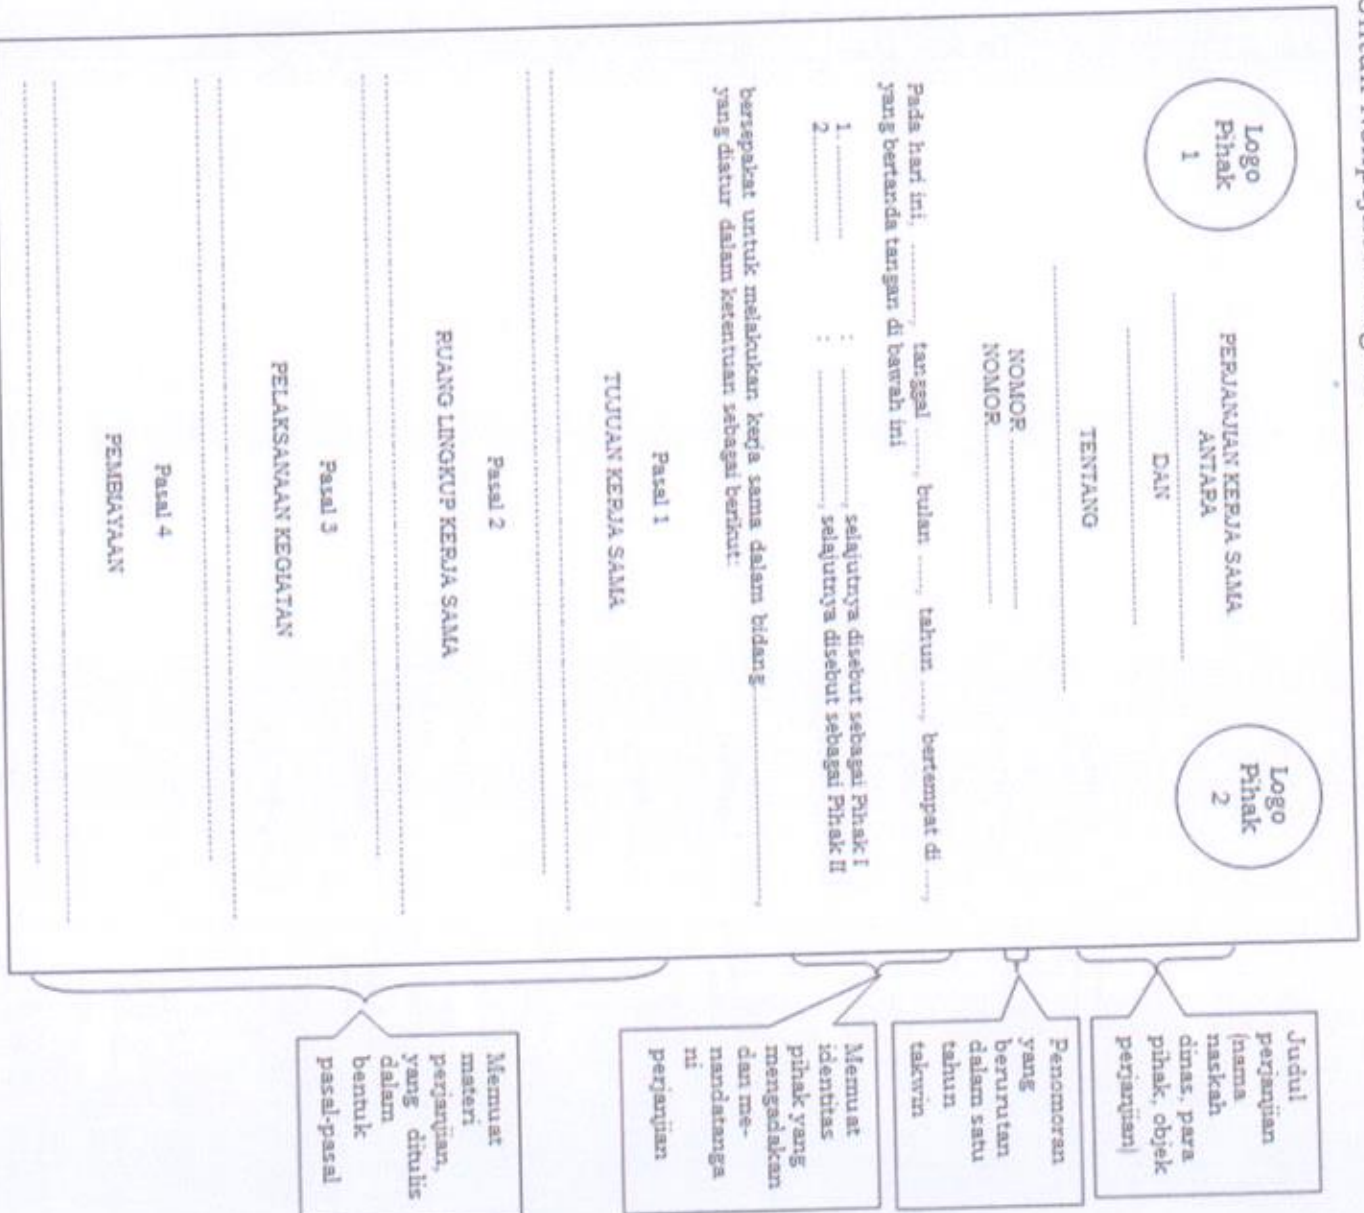 Logo
Pihak
1
PERJANJIAN KERJA SAMA
ANTARA
Logo
Pihak
2
DAN
TENTANG
NOMOR ................
NOMOR ................
Pada hari ini, ........, tanggal ......, bulan ....., tahun ......, bertempat di ....,
yang bertanda tangan di bawah ini
1. ................ : ................, selajutnya disebut sebagai Pihak I
2. ................ : ................, selajutnya disebut sebagai Pihak II
bersepakat untuk melakukan kerja sama dalam bidang ................,
yang diatur dalam ketentuan sebagai berikut:
Pasal 1
TUJUAN KERJA SAMA
Pasal 2
RUANG LINGKUP KERJA SAMA
Pasal 3
PELAKSANAAN KEGIATAN
Pasal 4
PEMBIAYAAN
Judul
perjanjian
(nama
naskah
dinas, para
pihak, objek
perjanjian)
Penomoran
yang
berurutan
dalam satu
tahun
takwin
Memuat
identitas
pihak yang
mengadakan
dan me-
nandatanga
ni
perjanjian
Memuat
materi
perjanjian,
yang ditulis
dalam
bentuk
pasal-pasal